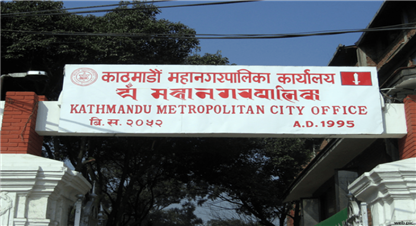 काठमाडौं महानगरपालिका कार्यालय
KATHMANDU METROPOLITAN CITY OFFICE
बि.स. २०५२ A.D. 1995